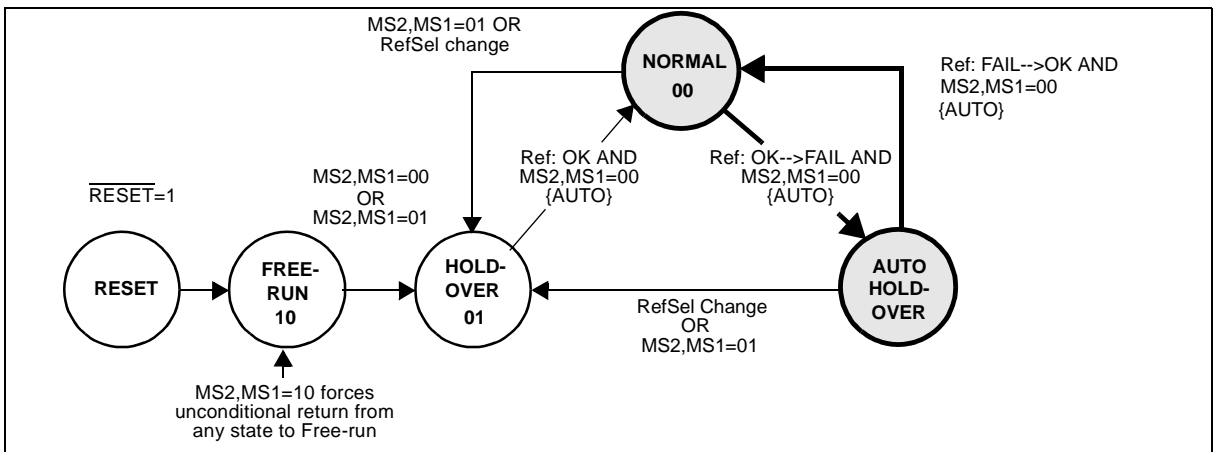 MS2,MS1=01 OR
RefSel change
NORMAL
00
Ref: FAIL-->OK AND
MS2,MS1=00
{AUTO}
Ref: OK AND
MS2,MS1=00
{AUTO}
Ref: OK-->FAIL AND
MS2,MS1=00
{AUTO}
RESET=1
MS2,MS1=00
OR
MS2,MS1=01
RESET
FREE-
RUN
10
HOLD-
OVER
01
AUTO
HOLD-
OVER
RefSel Change
OR
MS2,MS1=01
MS2,MS1=10 forces
unconditional return from
any state to Free-run